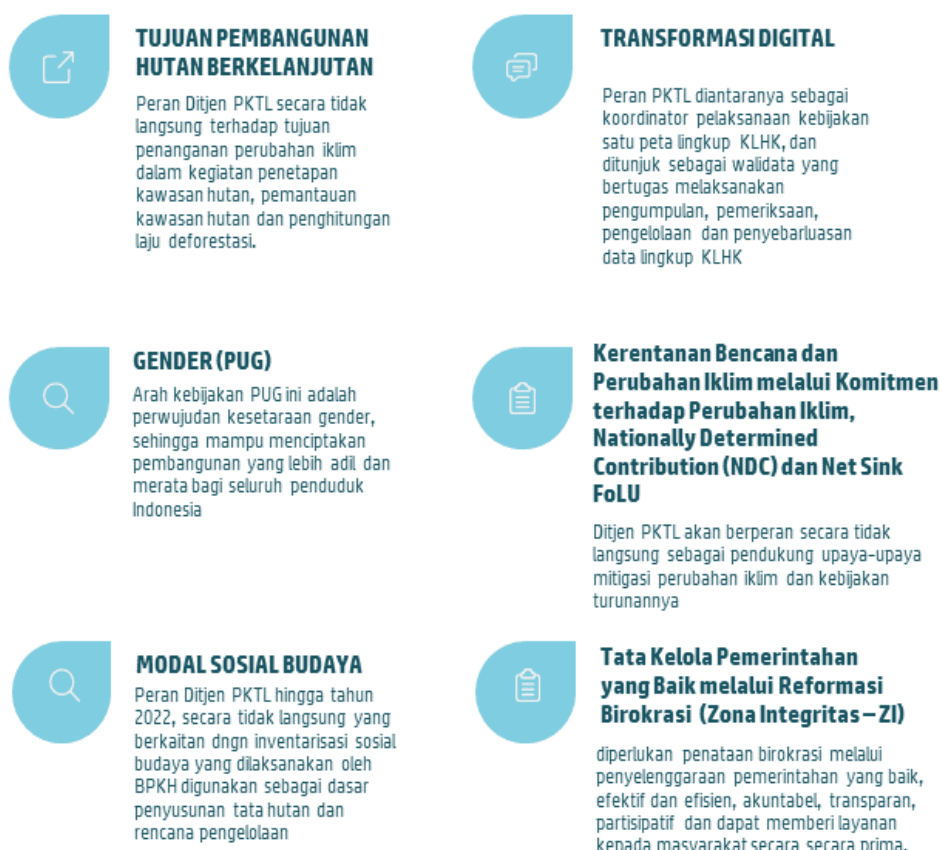 TUJUAN PEMBANGUNAN
HUTAN BERKELANJUTAN
Peran Ditjen PKTL secara tidak
langsung terhadap tujuan
penanganan perubahan iklim
dalam kegiatan penetapan
kawasan hutan, pemantauan
kawasan hutan dan penghitungan
laju deforestasi.
TRANSFORMASI DIGITAL
Peran PKTL diantaranya sebagai
koordinator pelaksanaan kebijakan
satu peta lingkup KLHK, dan
ditunjuk sebagai walidata yang
bertugas melaksanakan
pengumpulan, pemeriksaan,
pengelolaan dan penyebarluasan
data lingkup KLHK
GENDER (PUG)
Arah kebijakan PUG ini adalah
perwujudan kesetaraan gender,
sehingga mampu menciptakan
pembangunan yang lebih adil dan
merata bagi seluruh penduduk
Indonesia
Kerentanan Bencana dan
Perubahan Iklim melalui Komitmen
terhadap Perubahan Iklim,
Nationally Determined
Contribution (NDC) dan Net Sink
FoLU
Ditjen PKTL akan berperan secara tidak
langsung sebagai pendukung upaya-upaya
mitigasi perubahan iklim dan kebijakan
turunannya
MODAL SOSIAL BUDAYA
Peran Ditjen PKTL hingga tahun
2022, secara tidak langsung yang
berkaitan dngn inventarisasi sosial
budaya yang dilaksanakan oleh
BPKH digunakan sebagai dasar
penyusunan tata hutan dan
rencana pengelolaan
Tata Kelola Pemerintahan
yang Baik melalui Reformasi
Birokrasi (Zona Integritas – ZI)
diperlukan penataan birokrasi melalui
penyelenggaraan pemerintahan yang baik,
efektif dan efisien, akuntabel, transparan,
partisipatif dan dapat memberi layanan
kepada masyarakat secara secara prima.